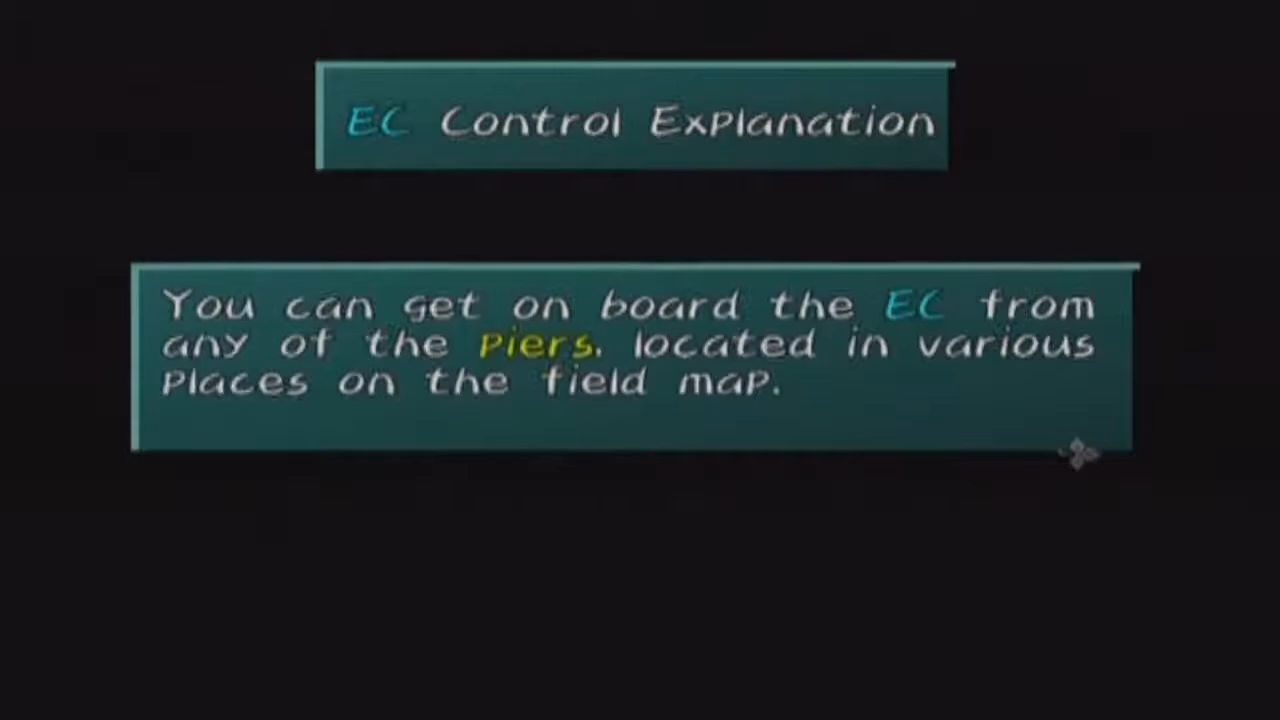 EC Control Explanation
You can get on board the EC from
any of the piers, located in various
places on the field map.